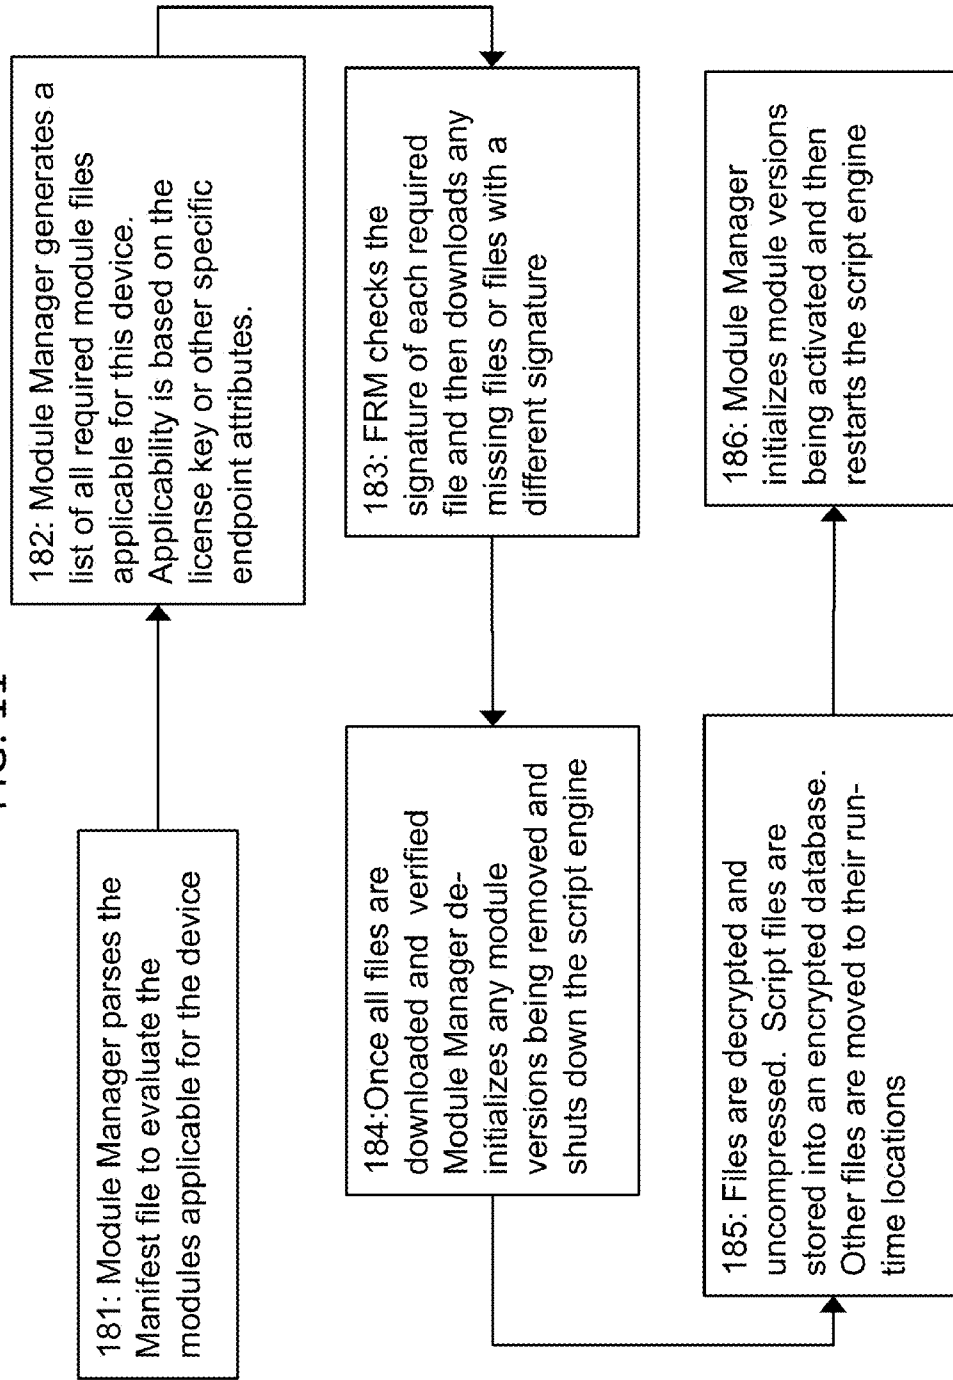 FIG. 11
181: Module Manager parses the
Manifest file to evaluate the
modules applicable for the device
182: Module Manager generates a
list of all required module files
applicable for this device.
Applicability is based on the
license key or other specific
endpoint attributes.
183: FRM checks the
signature of each required
file and then downloads any
missing files or files with a
different signature
184:Once all files are
downloaded and verified
Module Manager de-
initializes any module
versions being removed and
shuts down the script engine
185: Files are decrypted and
uncompressed. Script files are
stored into an encrypted database.
Other files are moved to their run-
time locations
186: Module Manager
initializes module versions
being activated and then
restarts the script engine